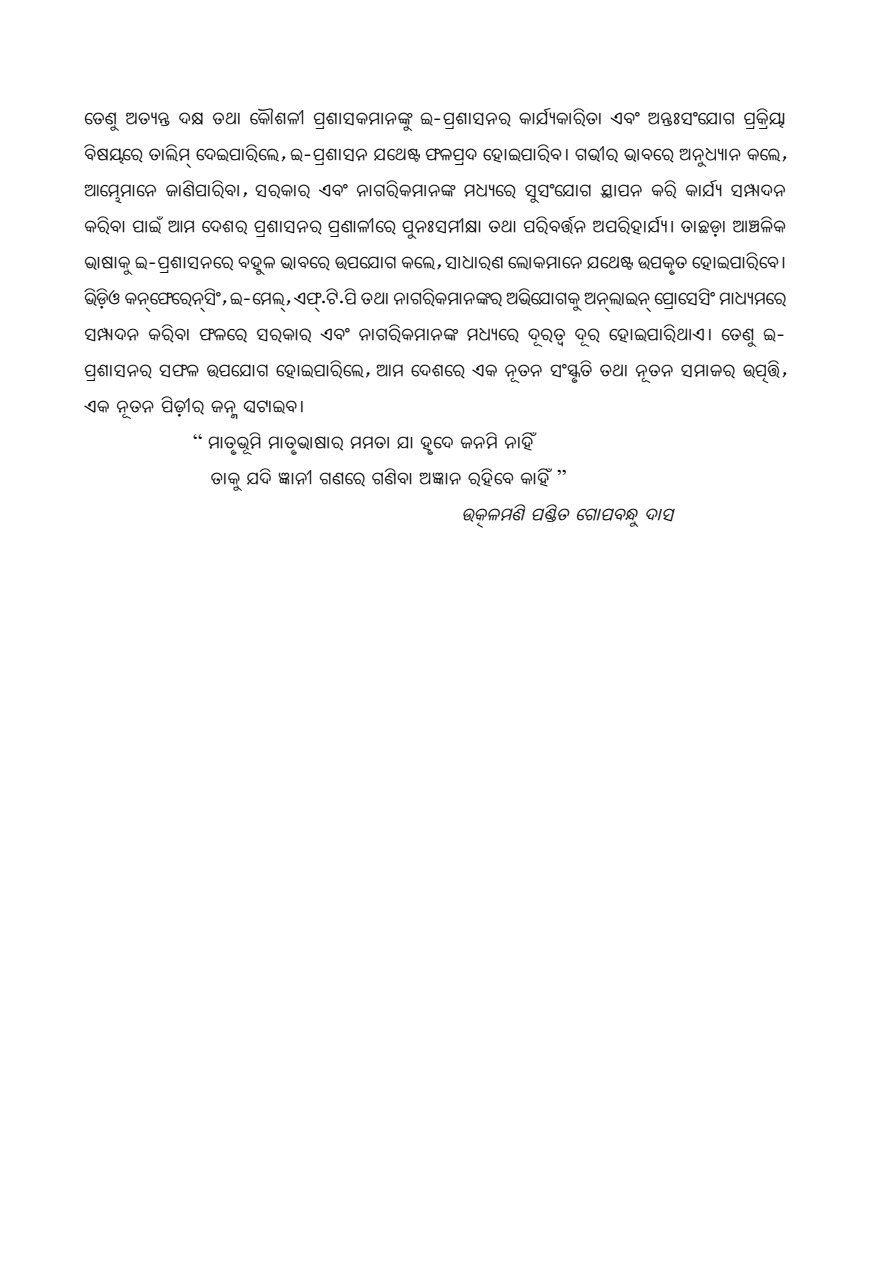 ତେଣୁ ଅତ୍ୟନ୍ତ ଦକ୍ଷ ତଥା କୌଶଳୀ ପ୍ରଶାସକମାନଙ୍କୁ ଇ-ପ୍ରଶାସନର କାର୍ଯ୍ୟକାରିତା ଏବଂ ଅନ୍ତଃସଂଯୋଗ ପ୍ରକ୍ରିୟା
ବିଷୟରେ ତାଲିମ୍ ଦେଇପାରିଲେ, ଇ-ପ୍ରଶାସନ ଯଥେଷ୍ଟ ଫଳପ୍ରଦ ହୋଇପାରିବ। ଗଭୀର ଭାବରେ ଅନୁଧ୍ୟାନ କଲେ,
ଆମ୍ଭେମାନେ ଜାଣିପାରିବା, ସରକାର ଏବଂ ନାଗରିକମାନଙ୍କ ମଧ୍ୟରେ ସୁସଂଯୋଗ ସ୍ଥାପନ କରି କାର୍ଯ୍ୟ ସମ୍ପାଦନ
କରିବା ପାଇଁ ଆମ ଦେଶର ପ୍ରଶାସନର ପ୍ରଣାଳୀରେ ପୁନଃସମୀକ୍ଷା ତଥା ପରିବର୍ତ୍ତନ ଅପରିହାର୍ଯ୍ୟ। ତାଛଡ଼ା ଆଞ୍ଚଳିକ
ଭାଷାକୁ ଇ-ପ୍ରଶାସନରେ ବହୁଳ ଭାବରେ ଉପଯୋଗ କଲେ, ସାଧାରଣ ଲୋକମାନେ ଯଥେଷ୍ଟ ଉପକୃତ ହୋଇପାରିବେ।
ଭିଡ଼ିଓ କନ୍‌ଫେରେନ୍‌ସିଂ, ଇ-ମେଲ୍, ଏଫ୍.ଟି.ପି ତଥା ନାଗରିକମାନଙ୍କର ଅଭିଯୋଗକୁ ଅନ୍‌ଲାଇନ୍ ପ୍ରୋସେସିଂ ମାଧ୍ୟମରେ
ସମ୍ପାଦନ କରିବା ଫଳରେ ସରକାର ଏବଂ ନାଗରିକମାନଙ୍କ ମଧ୍ୟରେ ଦୂରତ୍ୱ ଦୂର ହୋଇପାରିଥାଏ। ତେଣୁ ଇ-
ପ୍ରଶାସନର ସଫଳ ଉପଯୋଗ ହୋଇପାରିଲେ, ଆମ ଦେଶରେ ଏକ ନୂତନ ସଂସ୍କୃତି ତଥା ନୂତନ ସମାଜର ଉତ୍ପତ୍ତି,
ଏକ ନୂତନ ପିଢ଼ୀର ଜନ୍ମ ଘଟାଇବ।
“ ମାତୃଭୂମି ମାତୃଭାଷାର ମମତା ଯା ହୃଦେ ଜନମି ନାହିଁ
ତାକୁ ଯଦି ଜ୍ଞାନୀ ଗଣରେ ଗଣିବା ଅଜ୍ଞାନ ରହିବେ କାହିଁ ”
ଉତ୍କଳମଣି ପଣ୍ଡିତ ଗୋପବନ୍ଧୁ ଦାସ